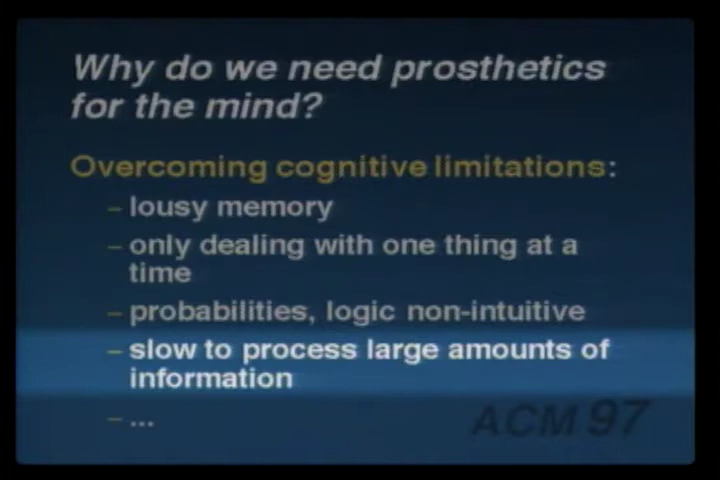 Why do we need prosthetics
for the mind?
Overcoming cognitive limitations:
– lousy memory
– only dealing with one thing at a
time
– probabilities, logic non-intuitive
– slow to process large amounts of
information
– ...
ACM 97